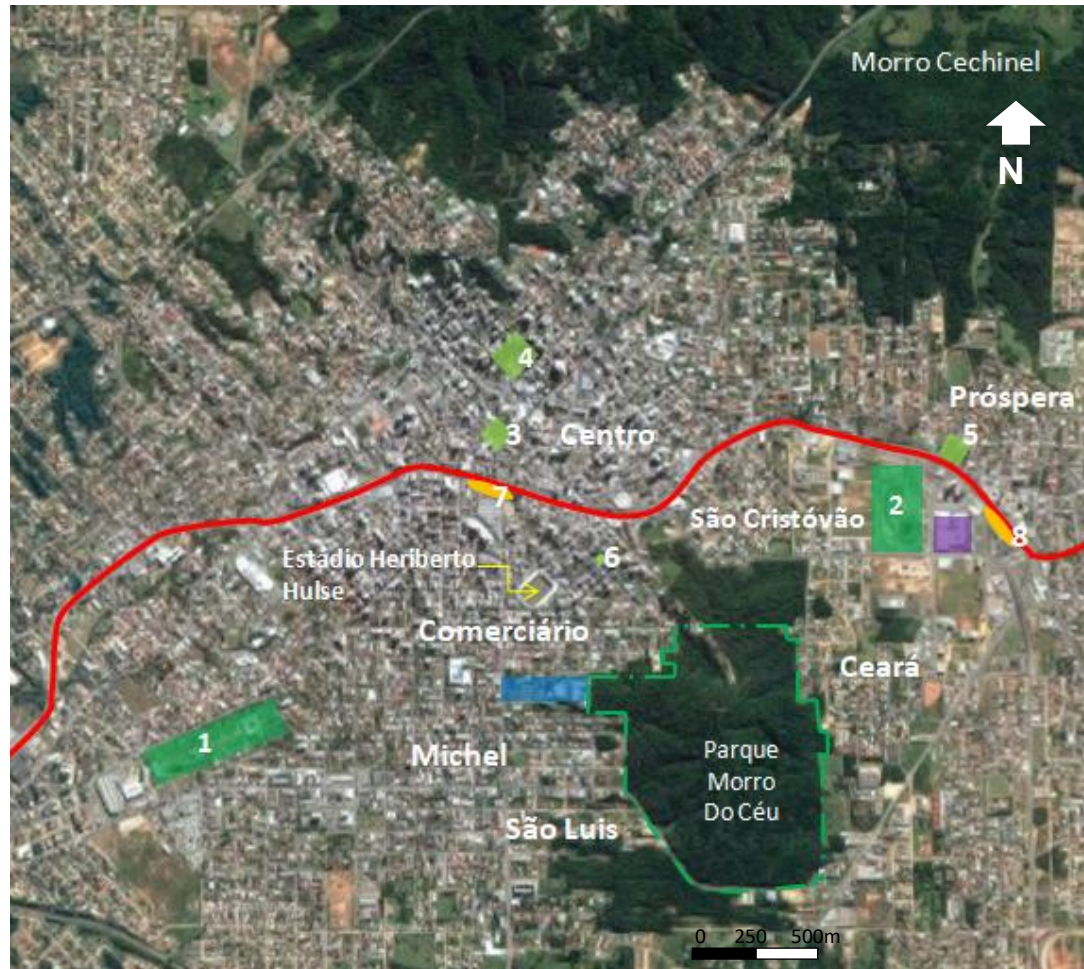 Morro Cechinel
N
4
Próspera
3
Centro
5
7
2
São Cristóvão
8
Estádio Heriberto
Hulse
6
Comerciário
Ceará
1
Michel
Parque
Morro
Do Céu
São Luis
0 250 500m